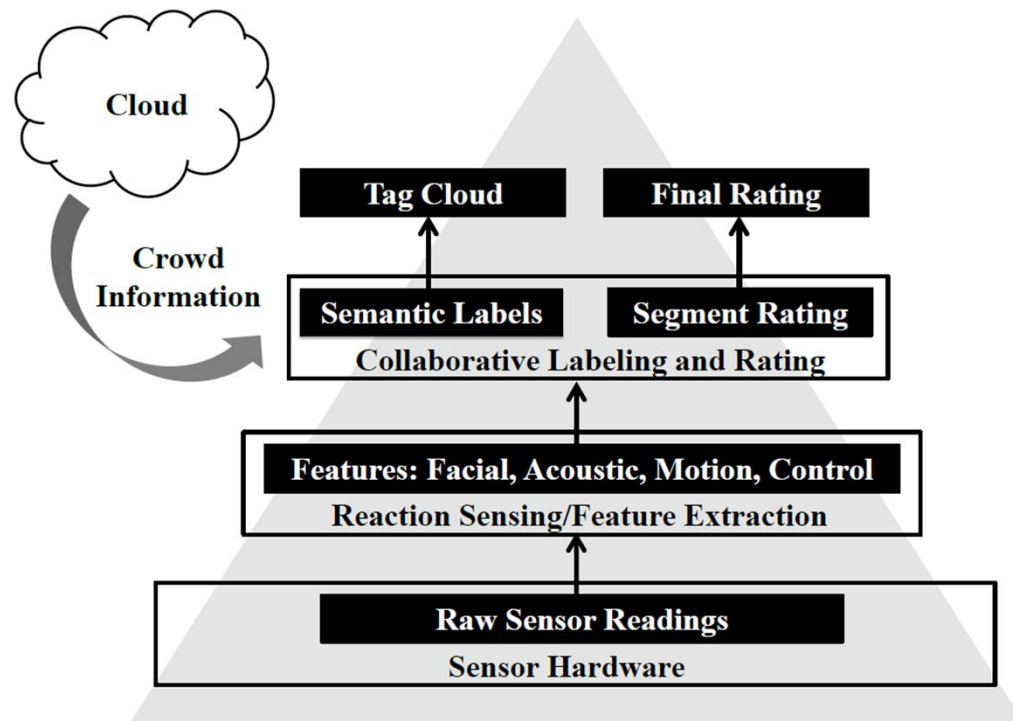 Cloud
Crowd
Information
Tag Cloud
Final Rating
Semantic Labels
Segment Rating
Collaborative Labeling and Rating
Features: Facial, Acoustic, Motion, Control
Reaction Sensing/Feature Extraction
Raw Sensor Readings
Sensor Hardware